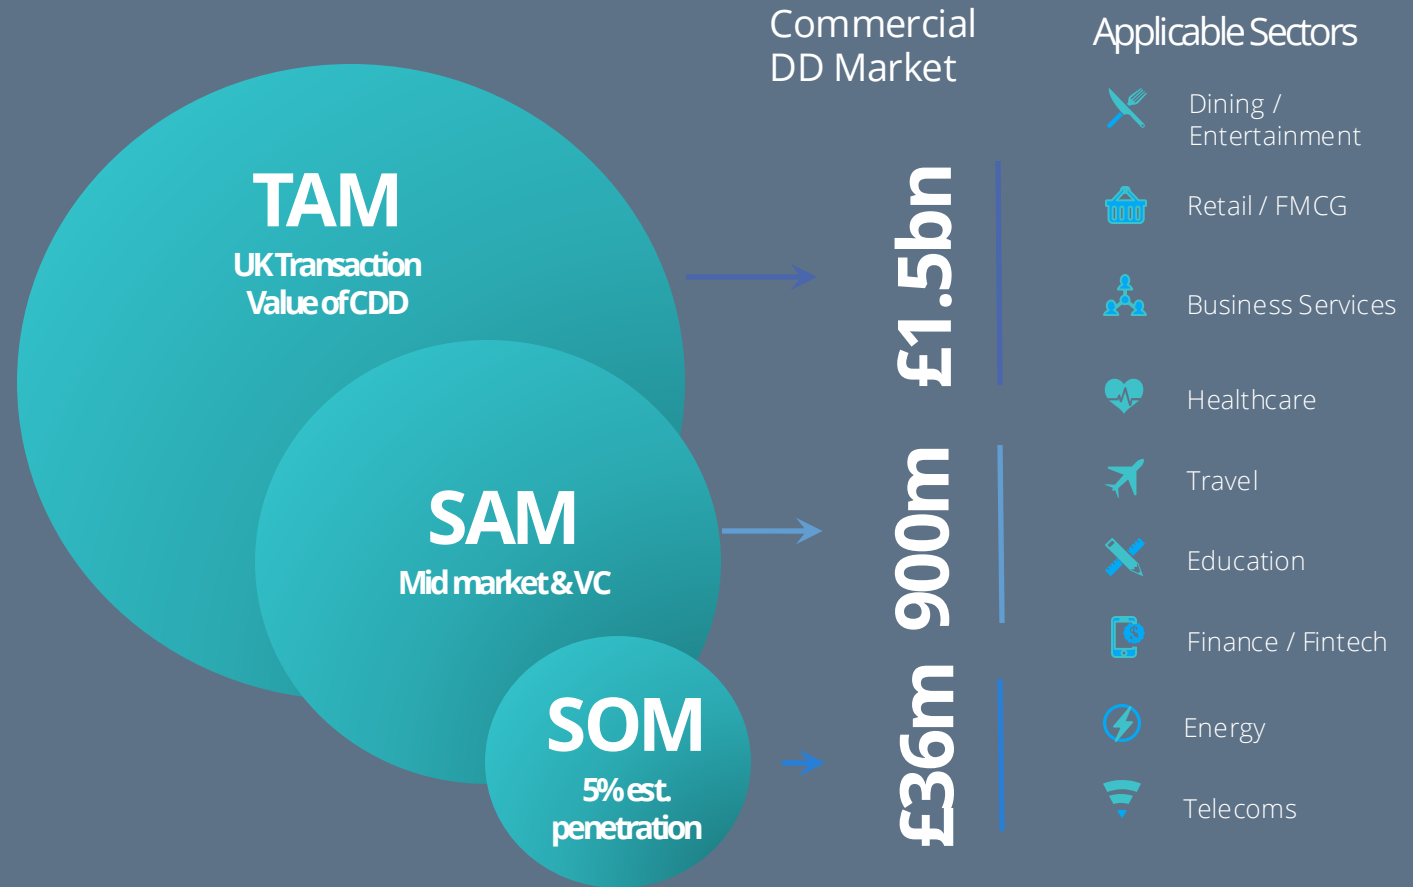 TAM
UK Transaction
Value of CDD
SAM
Mid market & VC
SOM
5% est.
penetration
Commercial
DD Market
£1.5bn
900m
£36m
Applicable Sectors
Dining /
Entertainment
Retail / FMCG
Business Services
Healthcare
Travel
Education
Finance / Fintech
Energy
Telecoms